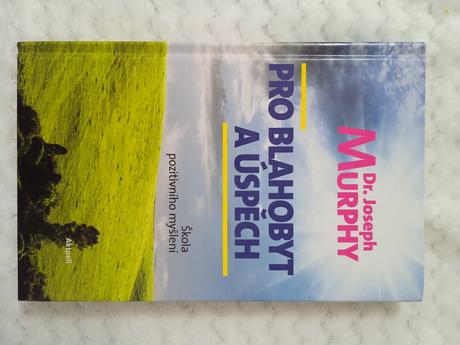 Dr. Joseph
MURPHY
PRO BLAHOBYT
A ÚSPĚCH
Škola
pozitivního myšlení
Aktuell